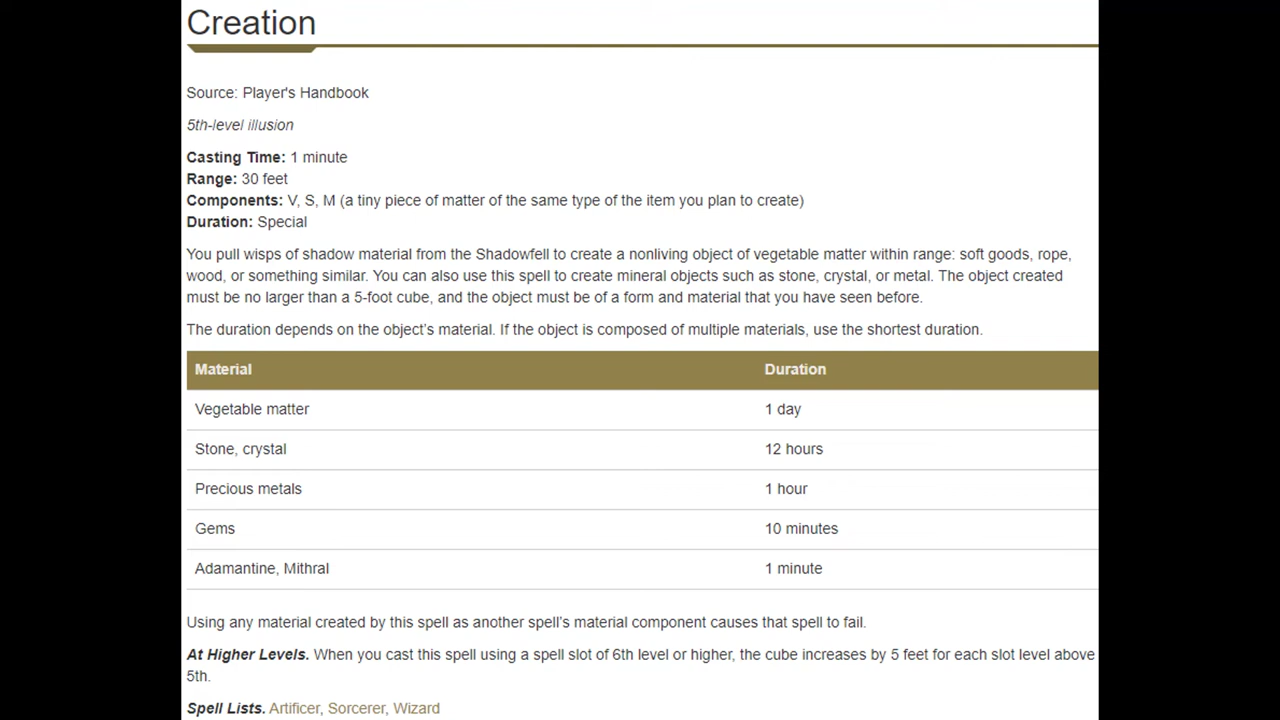 Creation
Source: Player's Handbook
5th-level illusion
Casting Time: 1 minute
Range: 30 feet
Components: V, S, M (a tiny piece of matter of the same type of the item you plan to create)
Duration: Special
You pull wisps of shadow material from the Shadowfell to create a nonliving object of vegetable matter within range: soft goods, rope,
wood, or something similar. You can also use this spell to create mineral objects such as stone, crystal, or metal. The object created
must be no larger than a 5-foot cube, and the object must be of a form and material that you have seen before.
The duration depends on the object’s material. If the object is composed of multiple materials, use the shortest duration.
Material Duration
Vegetable matter 1 day
Stone, crystal 12 hours
Precious metals 1 hour
Gems 10 minutes
Adamantine, Mithral 1 minute
Using any material created by this spell as another spell’s material component causes that spell to fail.
At Higher Levels. When you cast this spell using a spell slot of 6th level or higher, the cube increases by 5 feet for each slot level above
5th.
Spell Lists. Artificer, Sorcerer, Wizard